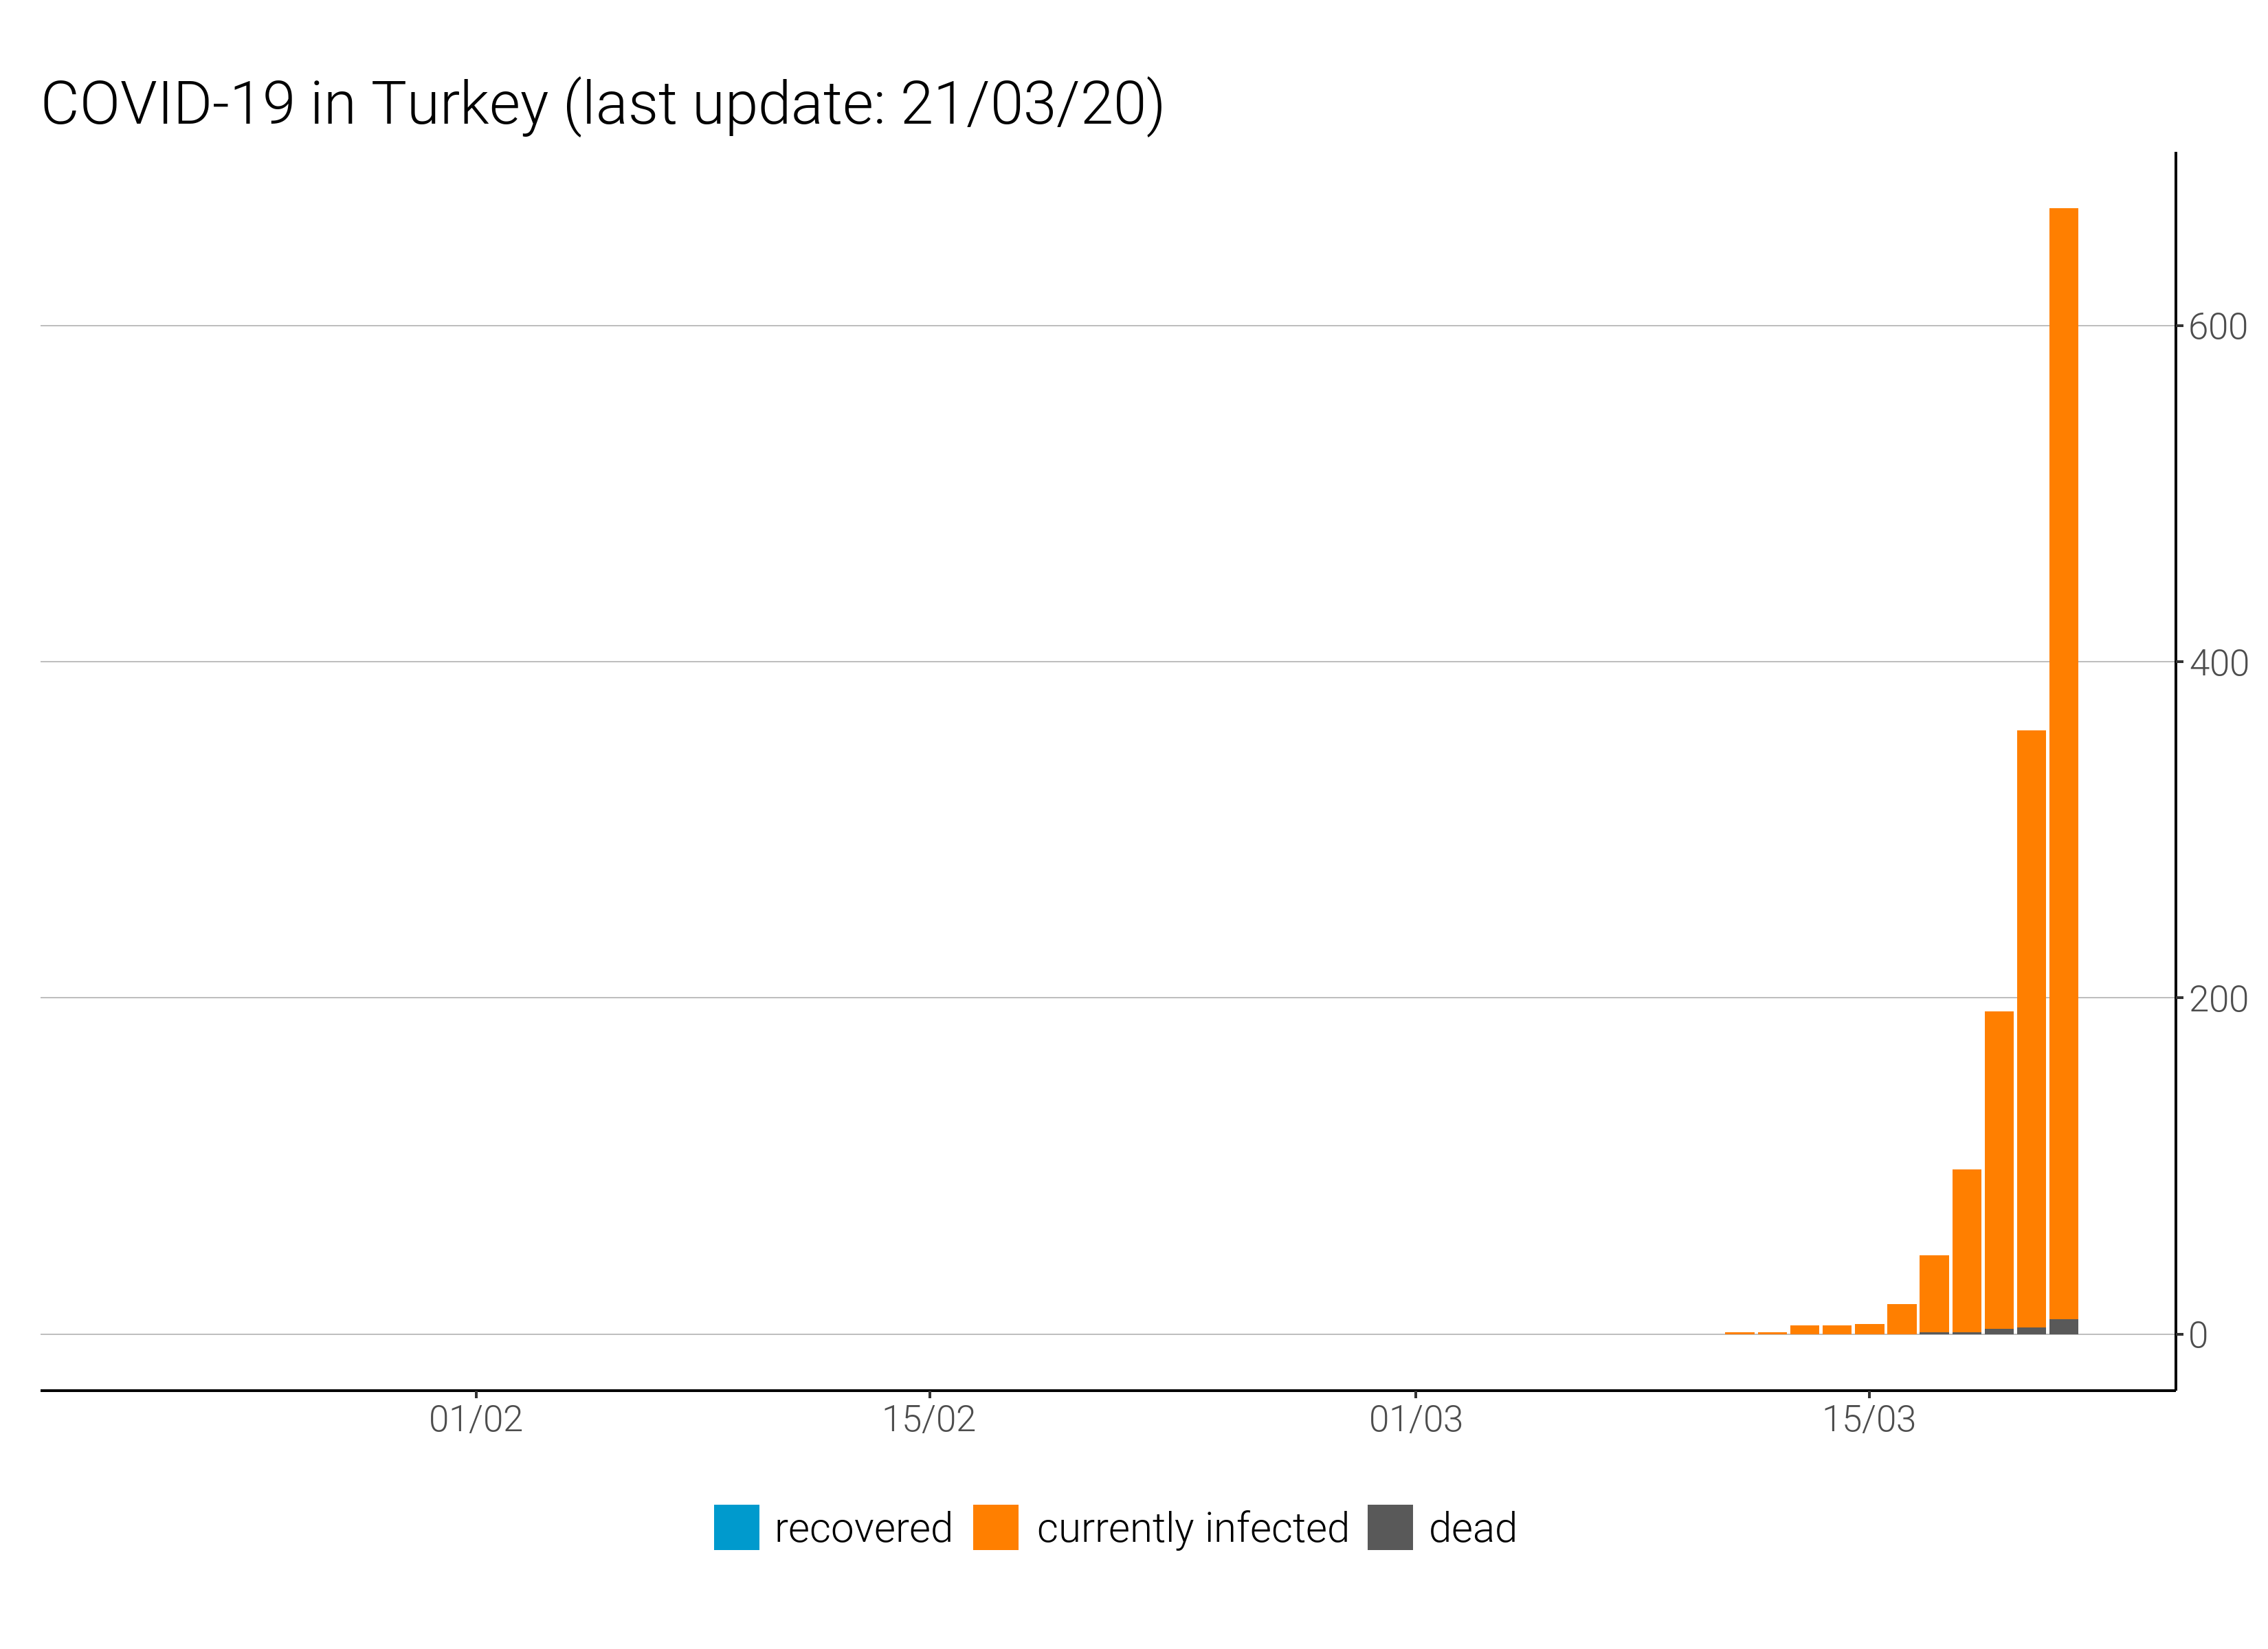 COVID-19 in Turkey (last update: 21/03/20)
600
400
200
0
01/02 15/02 01/03 15/03
recovered currently infected dead